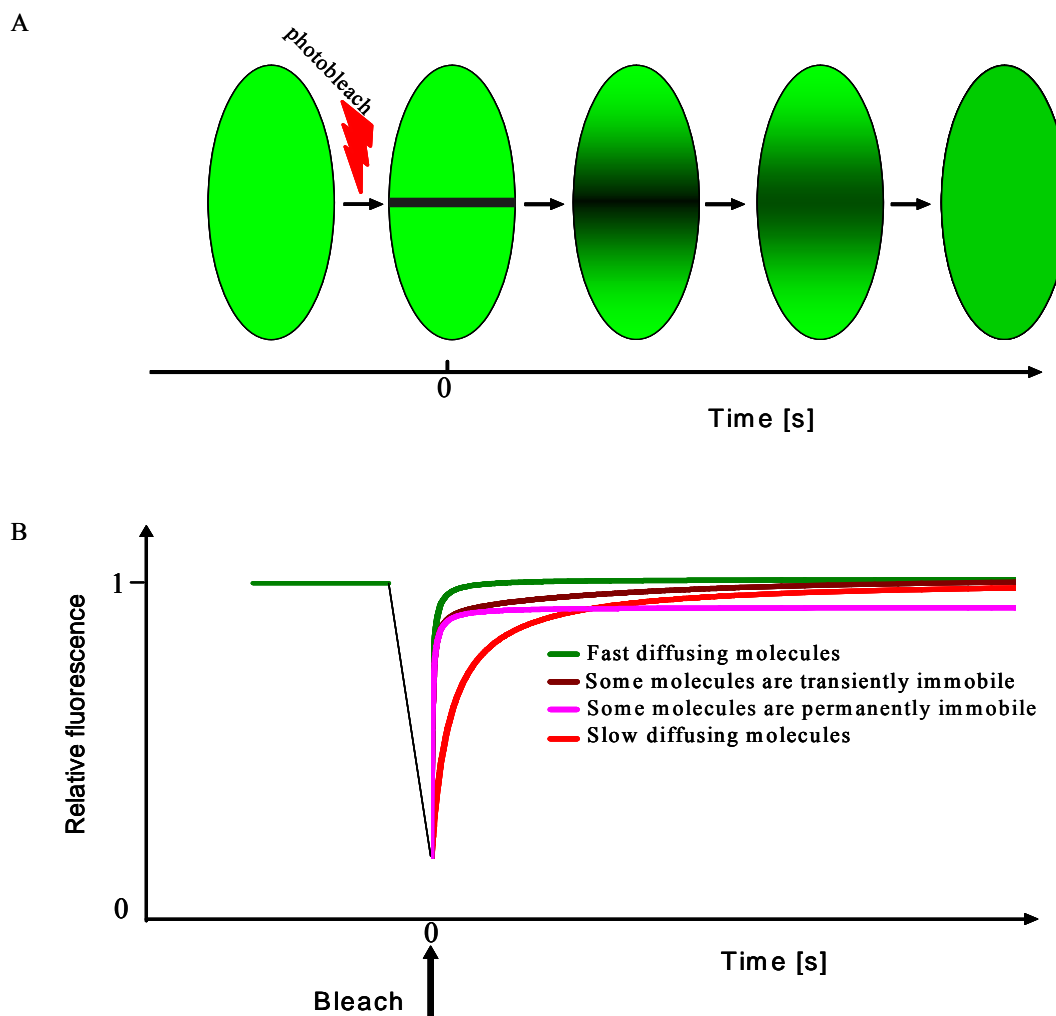 A
photobleach
0
Time [s]
B
1
Relative fluorescence
Fast diffusing molecules
Some molecules are transiently immobile
Some molecules are permanently immobile
Slow diffusing molecules
0
0
Time [s]
Bleach